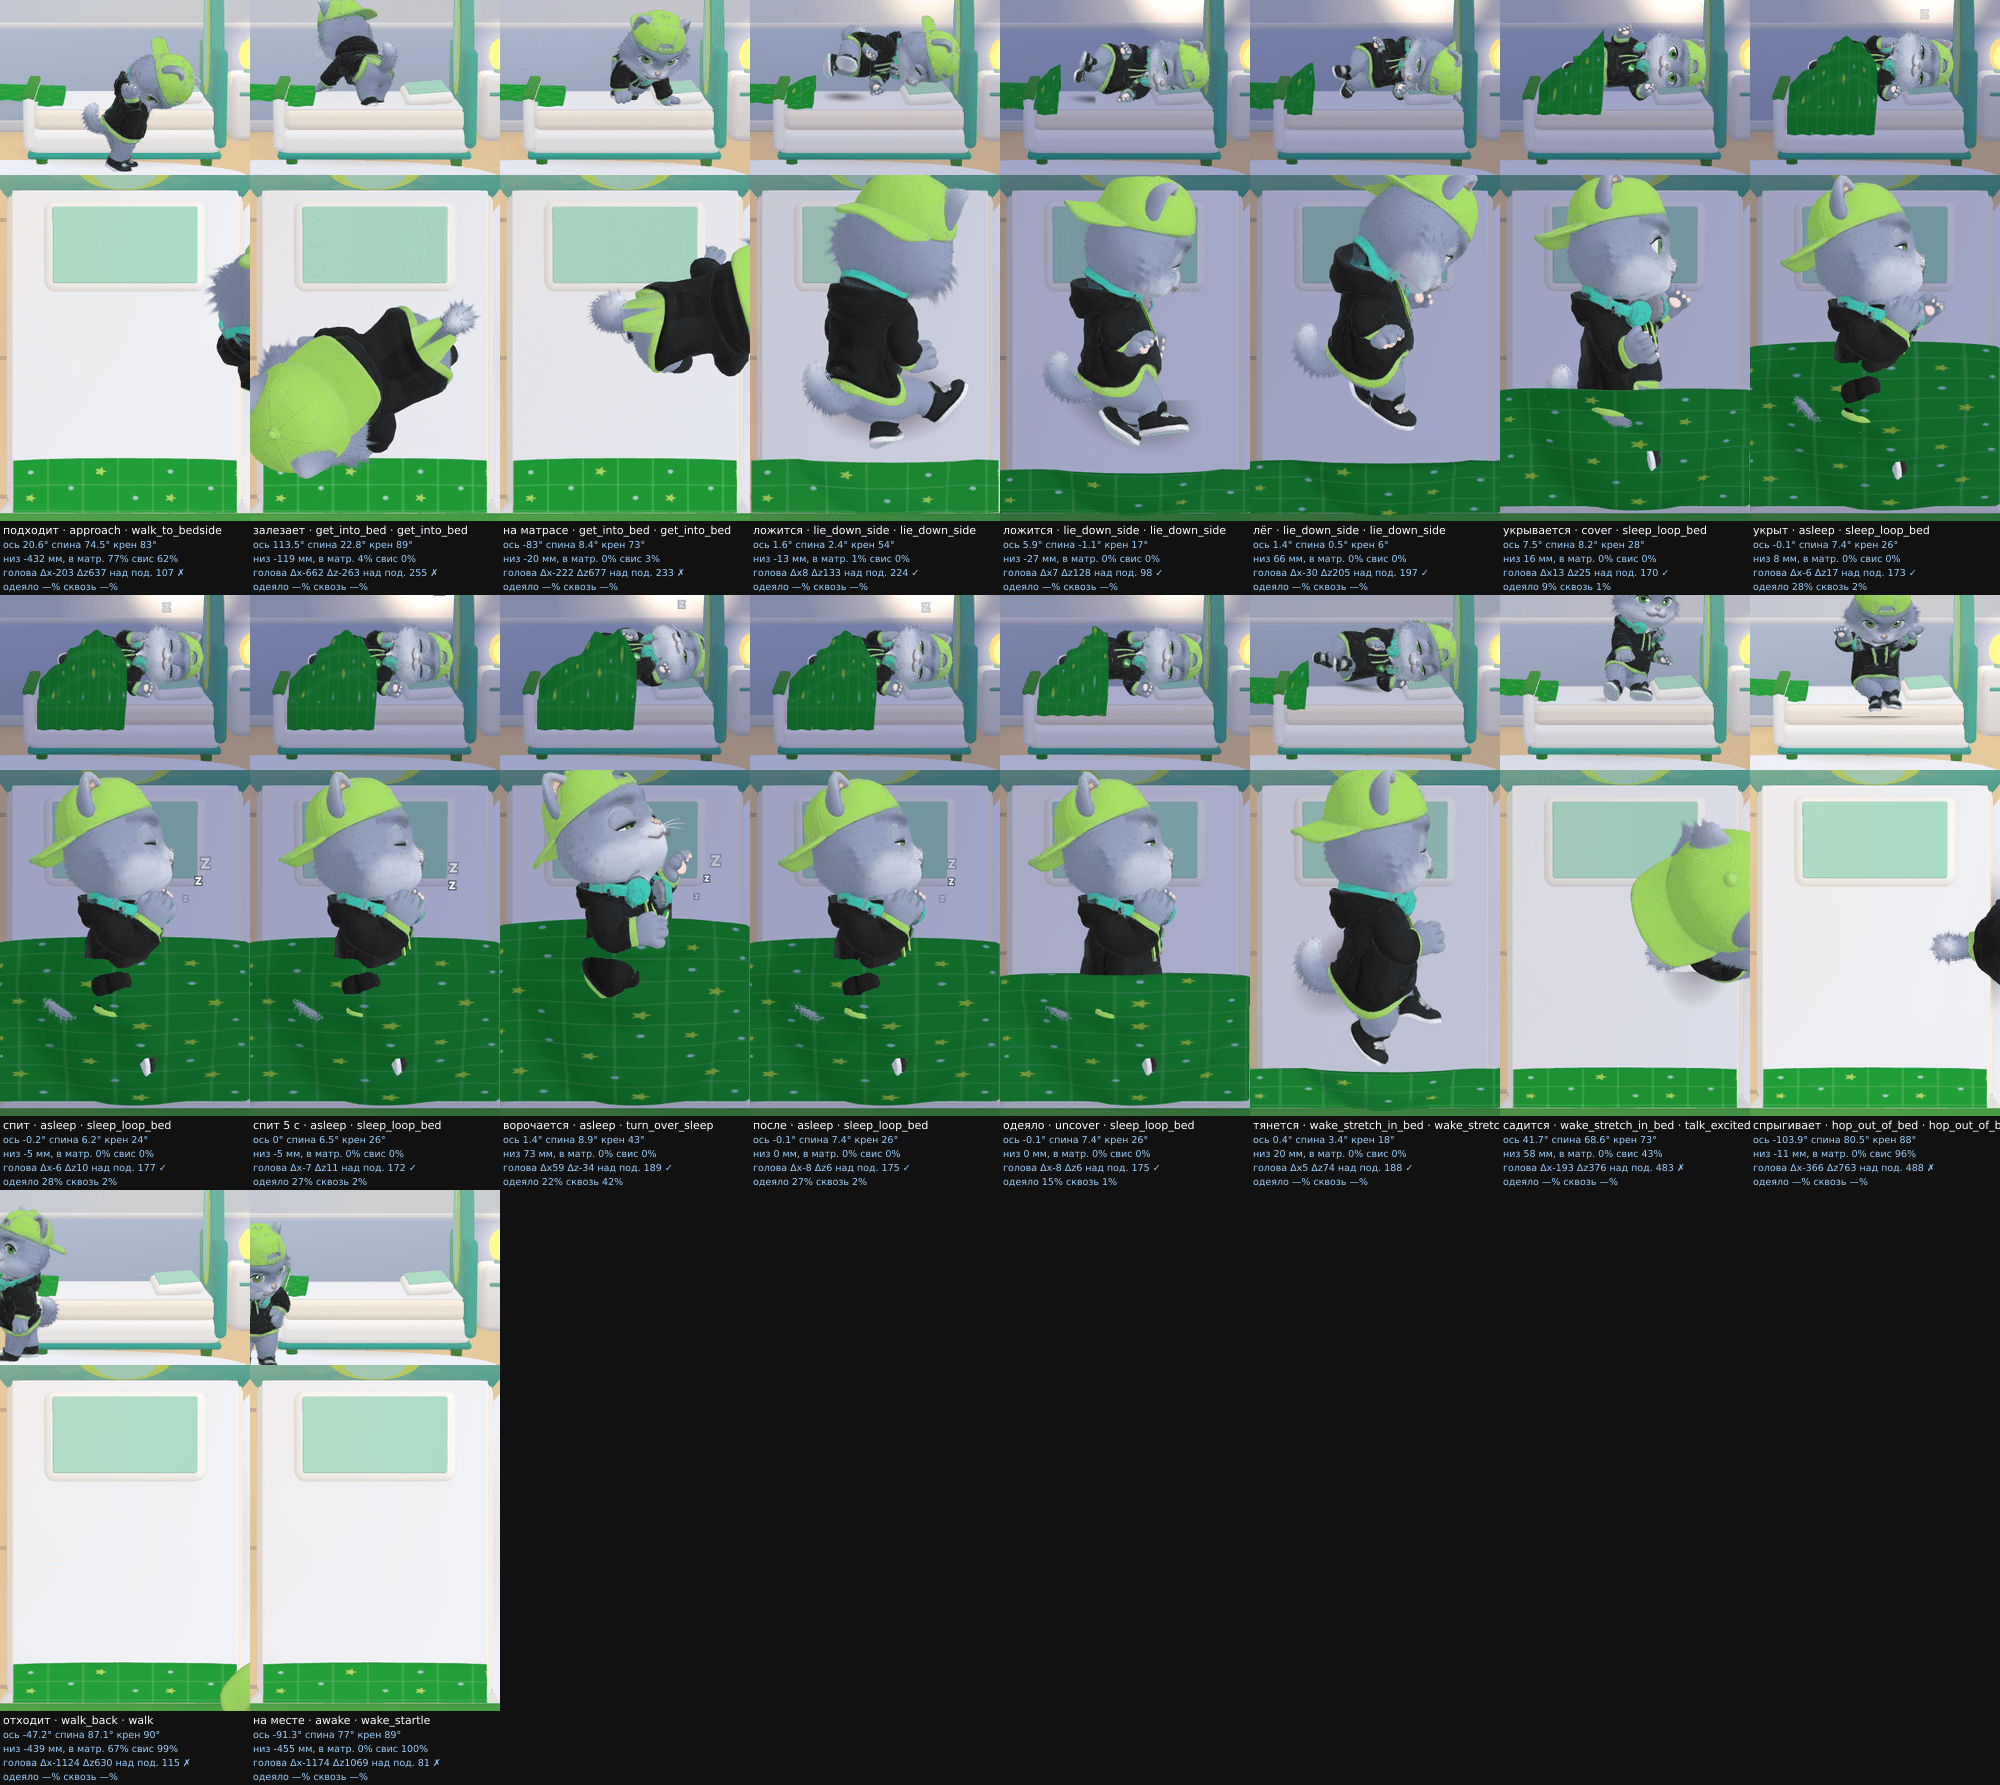 z
подходит · approach · walk_to_bedside
ось 20.6° спина 74.5° крен 83°
низ -432 мм, в матр. 77% свис 62%
голова Δx-203 Δz637 над под. 107 ✗
одеяло —% сквозь —%
залезает · get_into_bed · get_into_bed
ось 113.5° спина 22.8° крен 89°
низ -119 мм, в матр. 4% свис 0%
голова Δx-662 Δz-263 над под. 255 ✗
одеяло —% сквозь —%
на матрасе · get_into_bed · get_into_bed
ось -83° спина 8.4° крен 73°
низ -20 мм, в матр. 0% свис 3%
голова Δx-222 Δz677 над под. 233 ✗
одеяло —% сквозь —%
ложится · lie_down_side · lie_down_side
ось 1.6° спина 2.4° крен 54°
низ -13 мм, в матр. 1% свис 0%
голова Δx8 Δz133 над под. 224 ✓
одеяло —% сквозь —%
ложится · lie_down_side · lie_down_side
ось 5.9° спина -1.1° крен 17°
низ -27 мм, в матр. 0% свис 0%
голова Δx7 Δz128 над под. 98 ✓
одеяло —% сквозь —%
лёг · lie_down_side · lie_down_side
ось 1.4° спина 0.5° крен 6°
низ 66 мм, в матр. 0% свис 0%
голова Δx-30 Δz205 над под. 197 ✓
одеяло —% сквозь —%
укрывается · cover · sleep_loop_bed
ось 7.5° спина 8.2° крен 28°
низ 16 мм, в матр. 0% свис 0%
голова Δx13 Δz25 над под. 170 ✓
одеяло 9% сквозь 1%
укрыт · asleep · sleep_loop_bed
ось -0.1° спина 7.4° крен 26°
низ 8 мм, в матр. 0% свис 0%
голова Δx-6 Δz17 над под. 173 ✓
одеяло 28% сквозь 2%
z
z
z
z
z
z
z
z
z
z
z
z
z
z
спит · asleep · sleep_loop_bed
ось -0.2° спина 6.2° крен 24°
низ -5 мм, в матр. 0% свис 0%
голова Δx-6 Δz10 над под. 177 ✓
одеяло 28% сквозь 2%
спит 5 с · asleep · sleep_loop_bed
ось 0° спина 6.5° крен 26°
низ -5 мм, в матр. 0% свис 0%
голова Δx-7 Δz11 над под. 172 ✓
одеяло 27% сквозь 2%
ворочается · asleep · turn_over_sleep
ось 1.4° спина 8.9° крен 43°
низ 73 мм, в матр. 0% свис 0%
голова Δx59 Δz-34 над под. 189 ✓
одеяло 22% сквозь 42%
после · asleep · sleep_loop_bed
ось -0.1° спина 7.4° крен 26°
низ 0 мм, в матр. 0% свис 0%
голова Δx-8 Δz6 над под. 175 ✓
одеяло 27% сквозь 2%
одеяло · uncover · sleep_loop_bed
ось -0.1° спина 7.4° крен 26°
низ 0 мм, в матр. 0% свис 0%
голова Δx-8 Δz6 над под. 175 ✓
одеяло 15% сквозь 1%
тянется · wake_stretch_in_bed · wake_stretc
ось 0.4° спина 3.4° крен 18°
низ 20 мм, в матр. 0% свис 0%
голова Δx5 Δz74 над под. 188 ✓
одеяло —% сквозь —%
садится · wake_stretch_in_bed · talk_excited
ось 41.7° спина 68.6° крен 73°
низ 58 мм, в матр. 0% свис 43%
голова Δx-193 Δz376 над под. 483 ✗
одеяло —% сквозь —%
спрыгивает · hop_out_of_bed · hop_out_of_b
ось -103.9° спина 80.5° крен 88°
низ -11 мм, в матр. 0% свис 96%
голова Δx-366 Δz763 над под. 488 ✗
одеяло —% сквозь —%
отходит · walk_back · walk
ось -47.2° спина 87.1° крен 90°
низ -439 мм, в матр. 67% свис 99%
голова Δx-1124 Δz630 над под. 115 ✗
одеяло —% сквозь —%
на месте · awake · wake_startle
ось -91.3° спина 77° крен 89°
низ -455 мм, в матр. 0% свис 100%
голова Δx-1174 Δz1069 над под. 81 ✗
одеяло —% сквозь —%